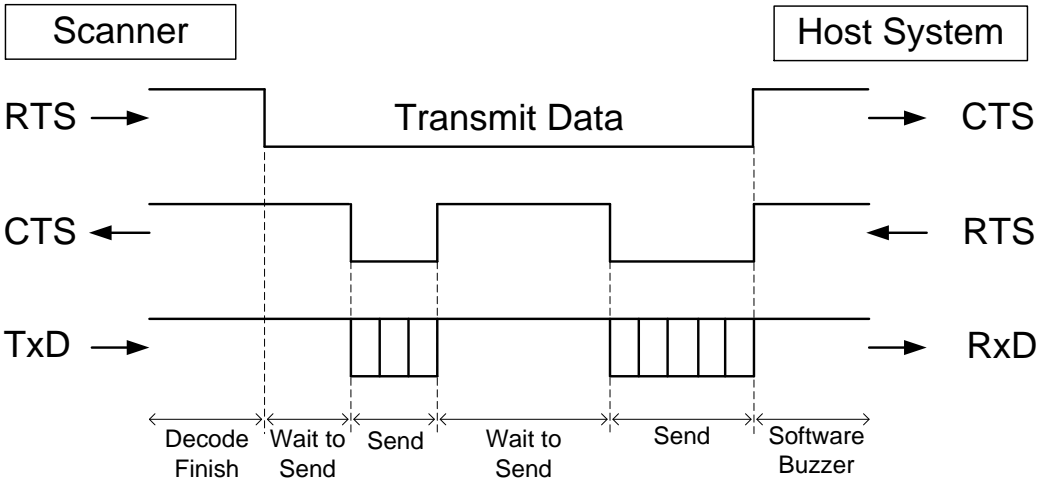 Scanner
Host System
RTS
Transmit Data
CTS
CTS
RTS
TxD
RxD
Decode
Finish
Wait to
Send
Send
Wait to
Send
Send
Software
Buzzer